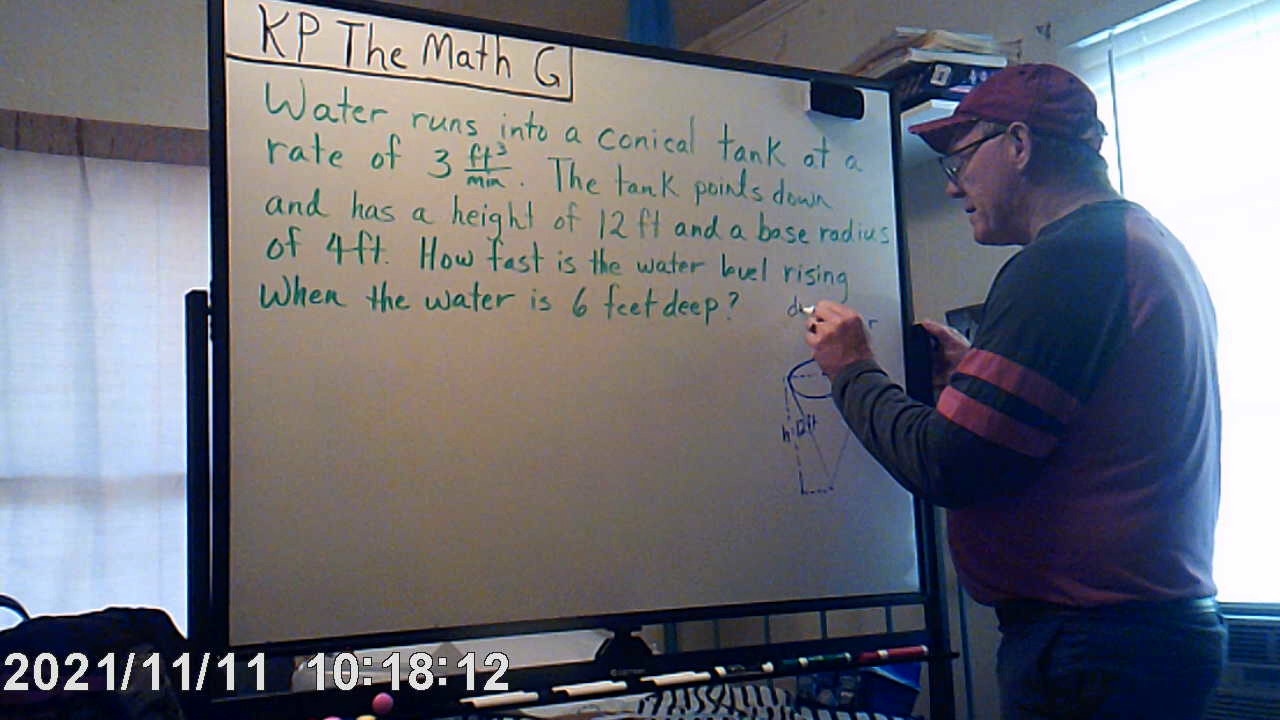 KP The Math G
Water runs into a conical tank at a
rate of 3 ft³/min. The tank points down
and has a height of 12 ft and a base radius
of 4ft. How fast is the water level rising
When the water is 6 feet deep?
r
h=12ft
2021/11/11 10:18:12